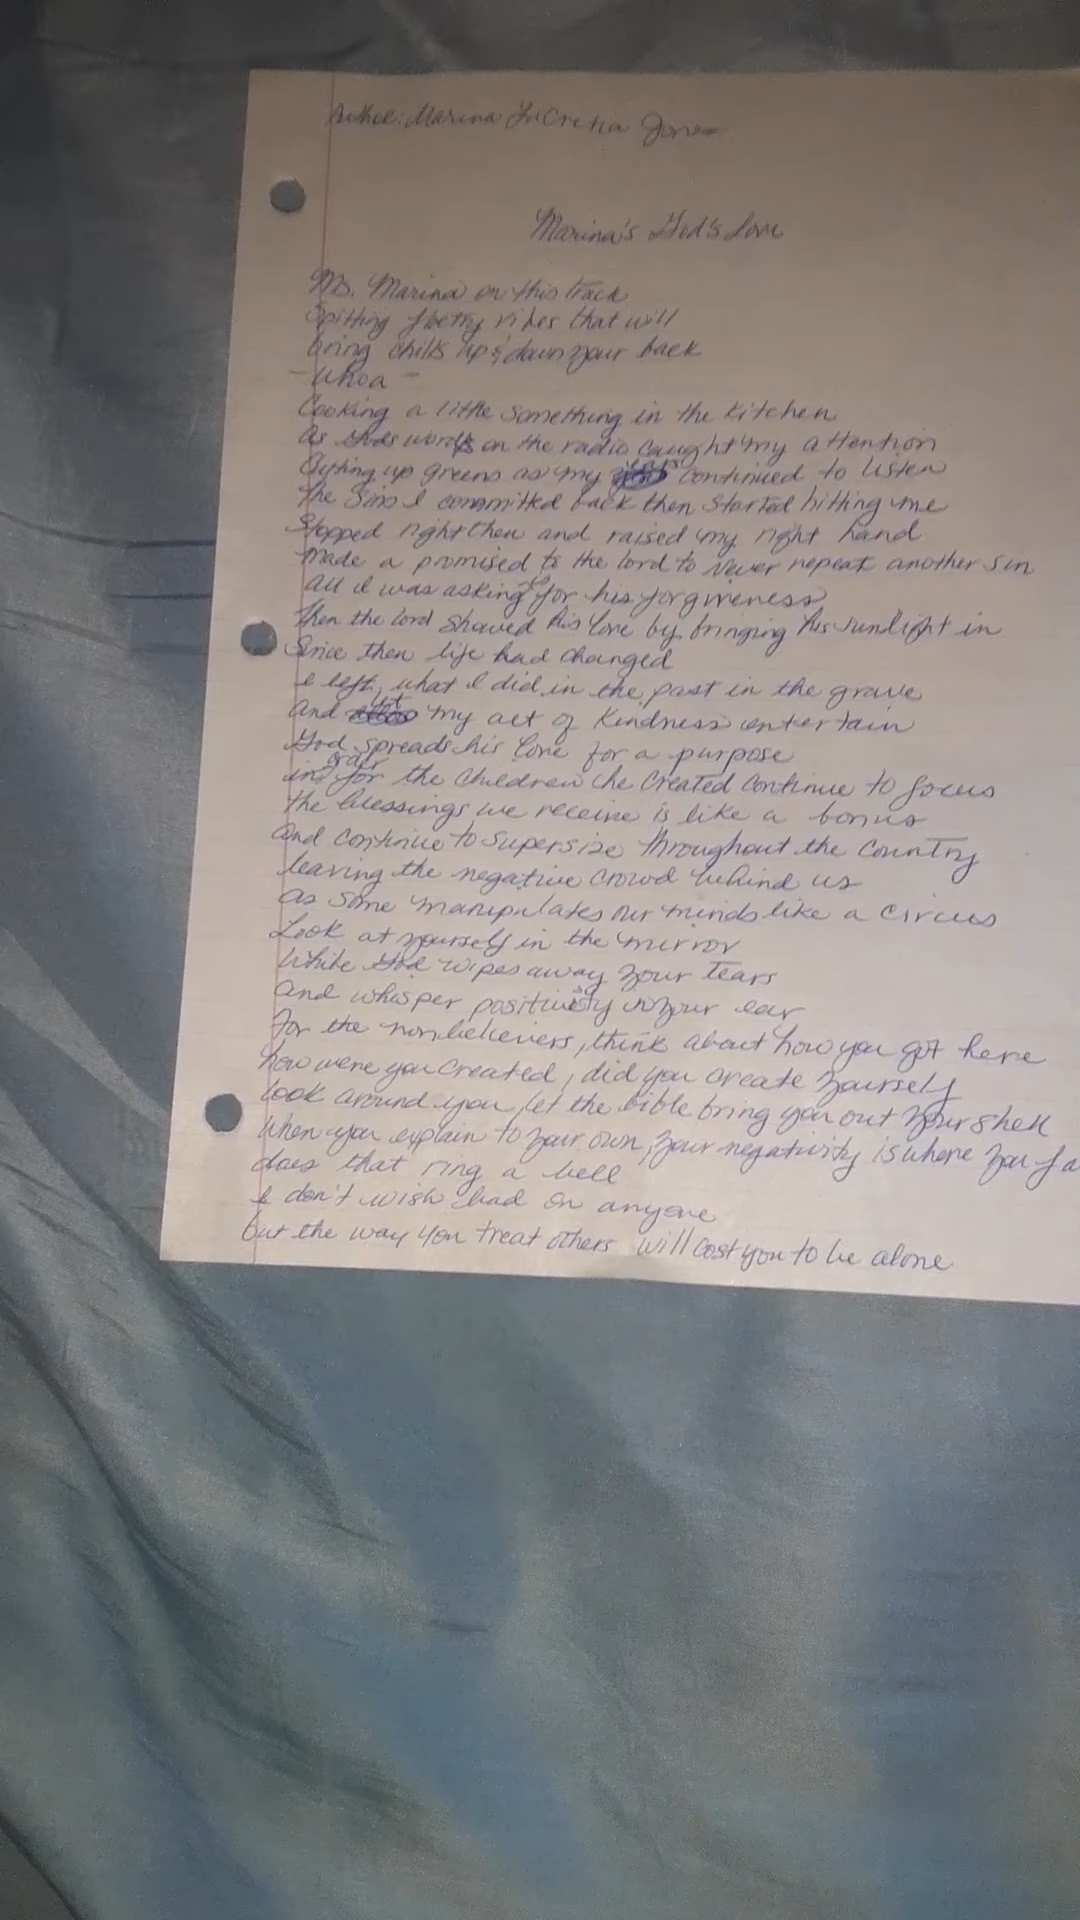 Author: Marina LuCretia Jones
Marina's God's Love
Ms. Marina on this track
Spitting Poetry vibes that will
bring chills up & down your back
- Whoa -
Cooking a little something in the kitchen
As Gods words on the radio caught my attention
Cutting up greens as my continued to listen
The Sins I committed back then started hitting me
Stopped right then and raised my right hand
made a promised to the lord to Never repeat another sin
all I was asking for his forgiveness
Then the lord showed his love by bringing his sunlight in
Since then life had changed
I left what I did in the past in the grave
and let my act of Kindness entertain
God spreads his love for a purpose
in order for the children he created continue to focus
the blessings we receive is like a bonus
and continue to supersize throughout the country
leaving the negative crowd behind us
as some manipulates our minds like a circus
Look at yourself in the mirror
While God wipes away your tears
and whisper positivity in your ear
For the nonbelievers, think about how you got here
how were you created, did you create yourself
look around you, let the bible bring you out your shell
When you explain to your own, your negativity is where you fa
does that ring a bell
I don't wish bad on anyone
but the way you treat others will cost you to be alone